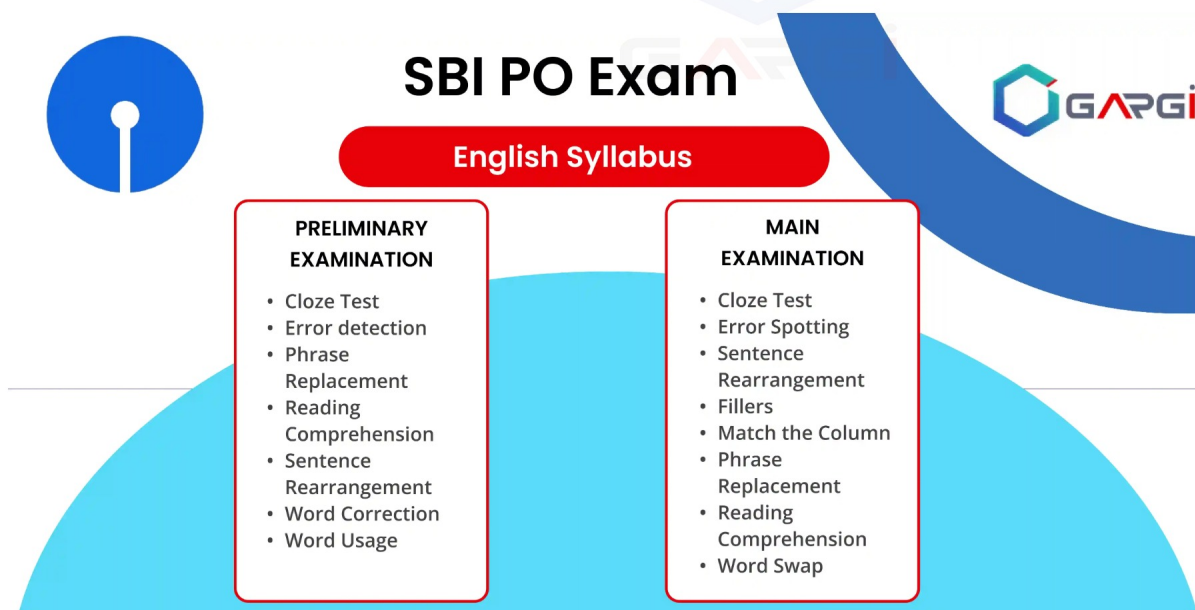 SBI PO Exam
GARGI
English Syllabus
PRELIMINARY
EXAMINATION
• Cloze Test
• Error detection
• Phrase
Replacement
• Reading
Comprehension
• Sentence
Rearrangement
• Word Correction
• Word Usage
MAIN
EXAMINATION
• Cloze Test
• Error Spotting
• Sentence
Rearrangement
• Fillers
• Match the Column
• Phrase
Replacement
• Reading
Comprehension
• Word Swap